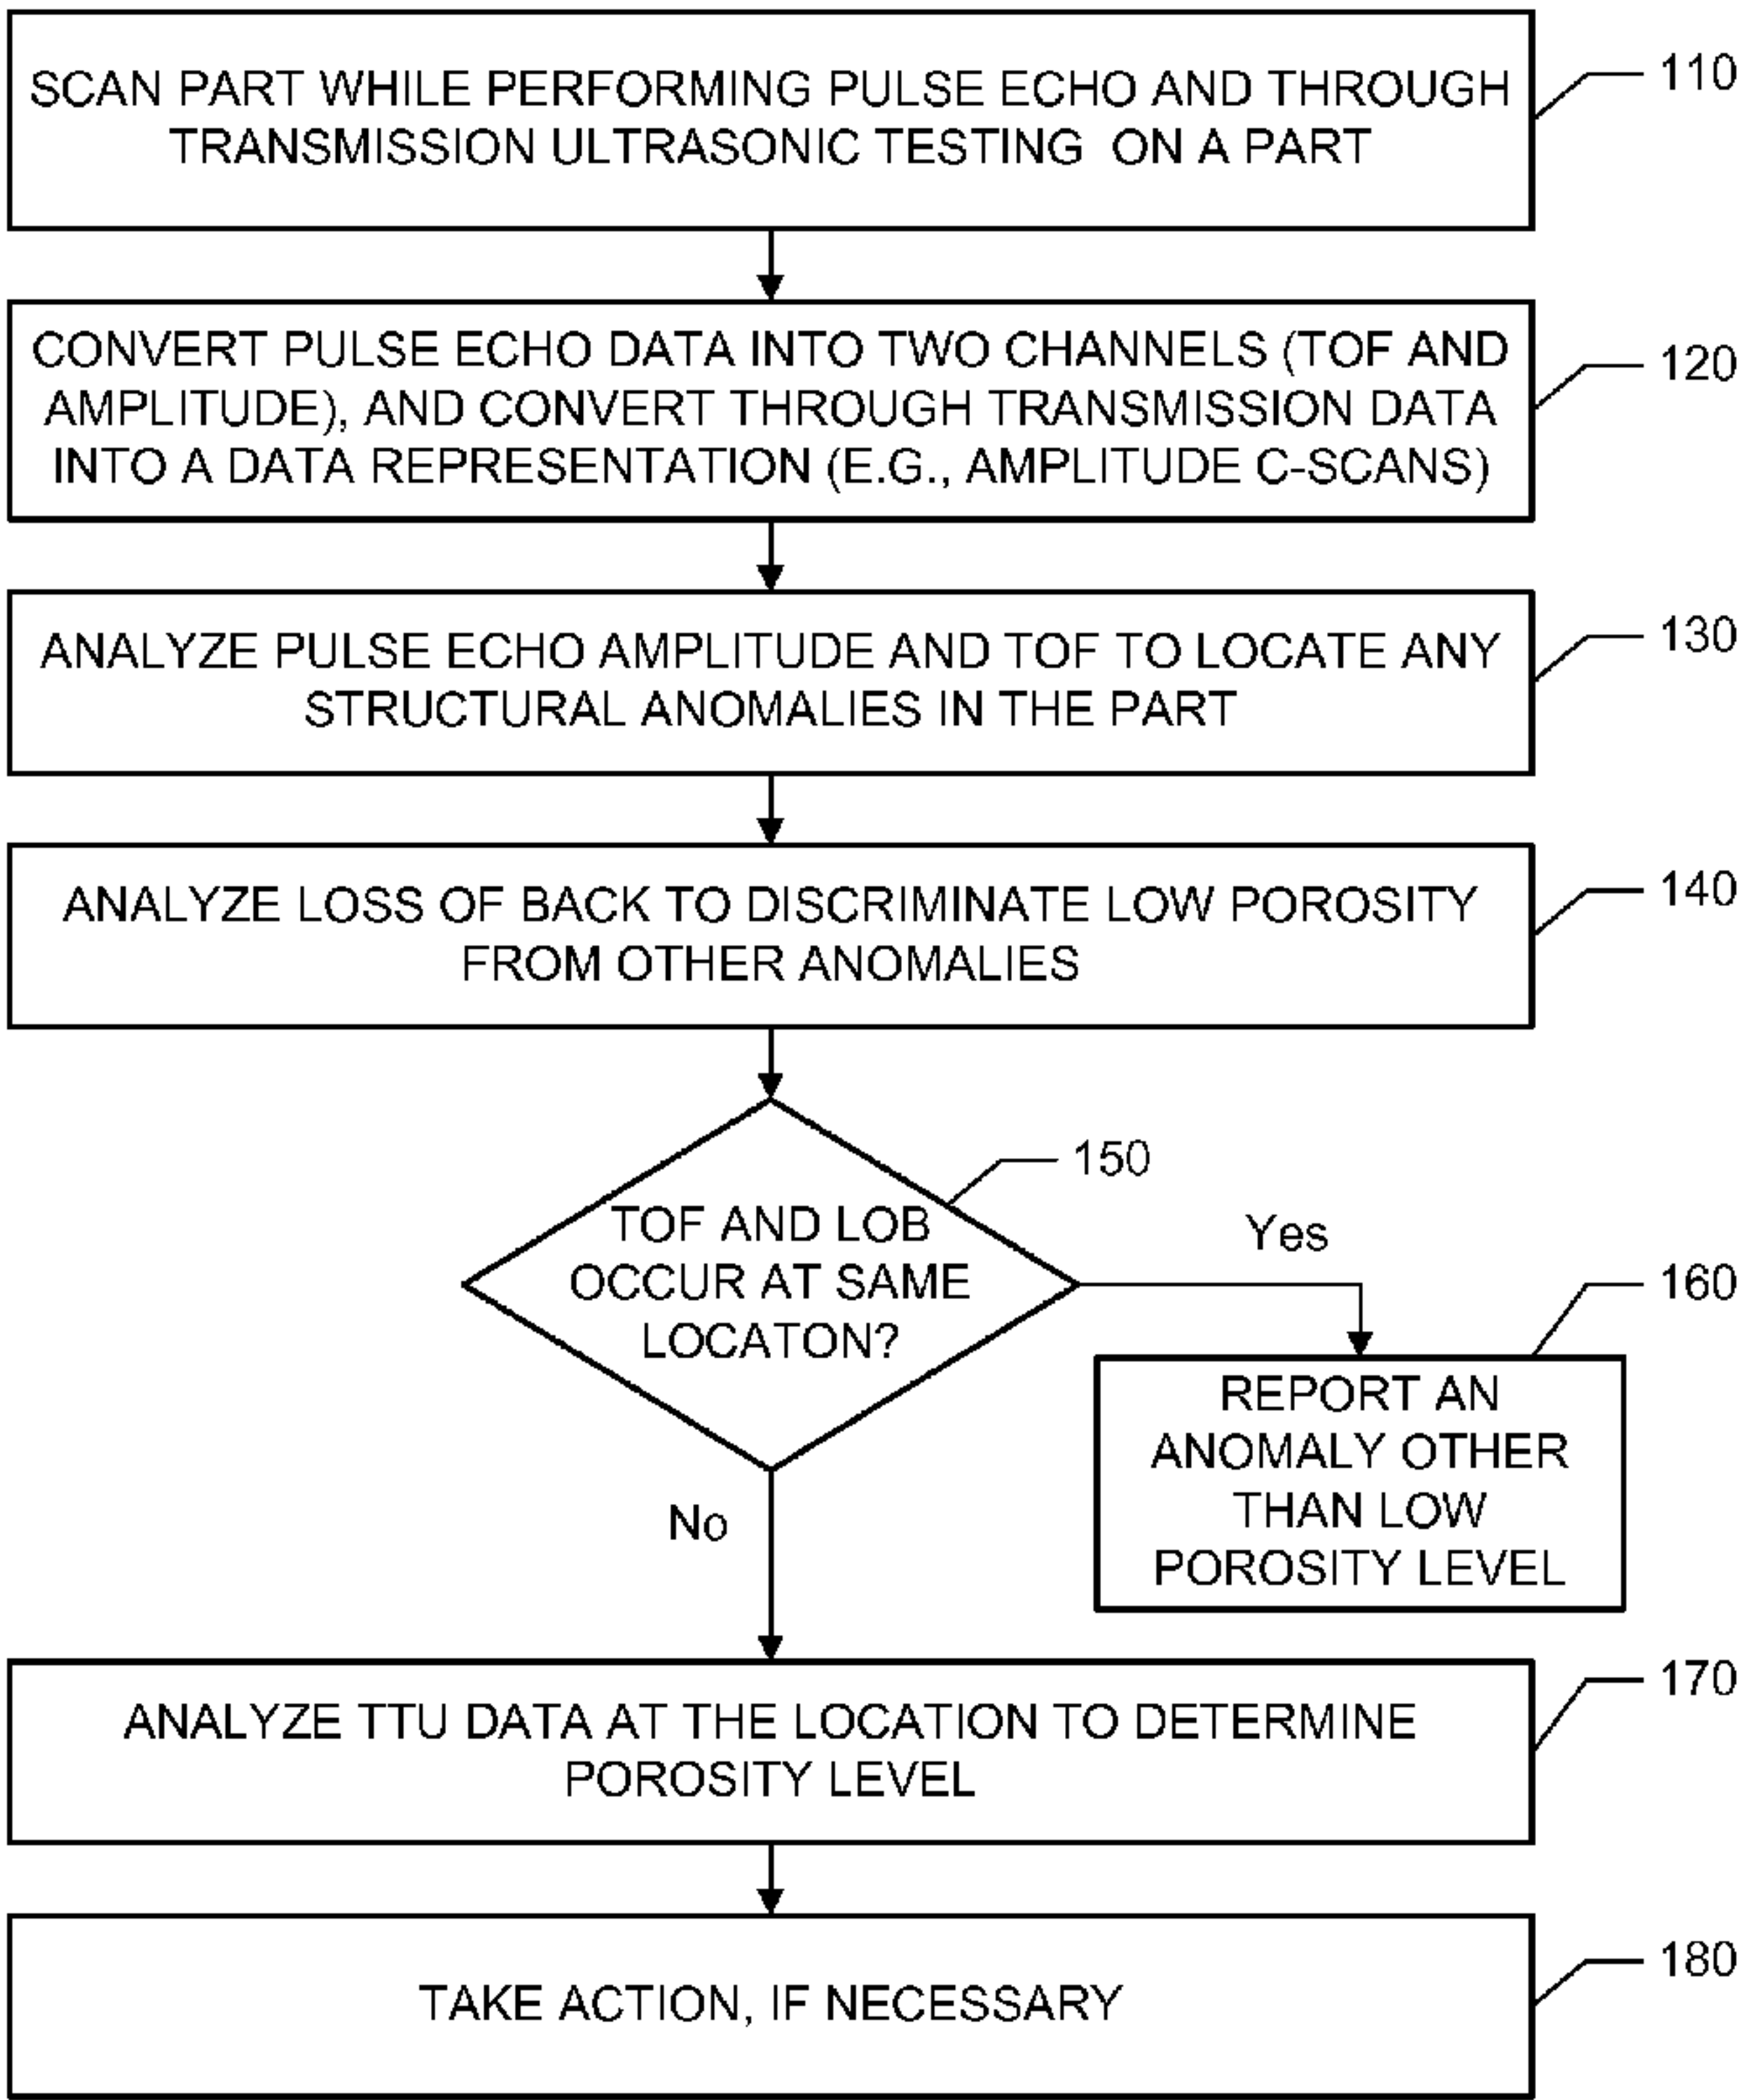 SCAN PART WHILE PERFORMING PULSE ECHO AND THROUGH
TRANSMISSION ULTRASONIC TESTING ON A PART
110
CONVERT PULSE ECHO DATA INTO TWO CHANNELS (TOF AND
AMPLITUDE), AND CONVERT THROUGH TRANSMISSION DATA
INTO A DATA REPRESENTATION (E.G., AMPLITUDE C-SCANS)
120
ANALYZE PULSE ECHO AMPLITUDE AND TOF TO LOCATE ANY
STRUCTURAL ANOMALIES IN THE PART
130
ANALYZE LOSS OF BACK TO DISCRIMINATE LOW POROSITY
FROM OTHER ANOMALIES
140
TOF AND LOB
OCCUR AT SAME
LOCATON?
150
Yes
160
REPORT AN
ANOMALY OTHER
THAN LOW
POROSITY LEVEL
No
ANALYZE TTU DATA AT THE LOCATION TO DETERMINE
POROSITY LEVEL
170
TAKE ACTION, IF NECESSARY
180